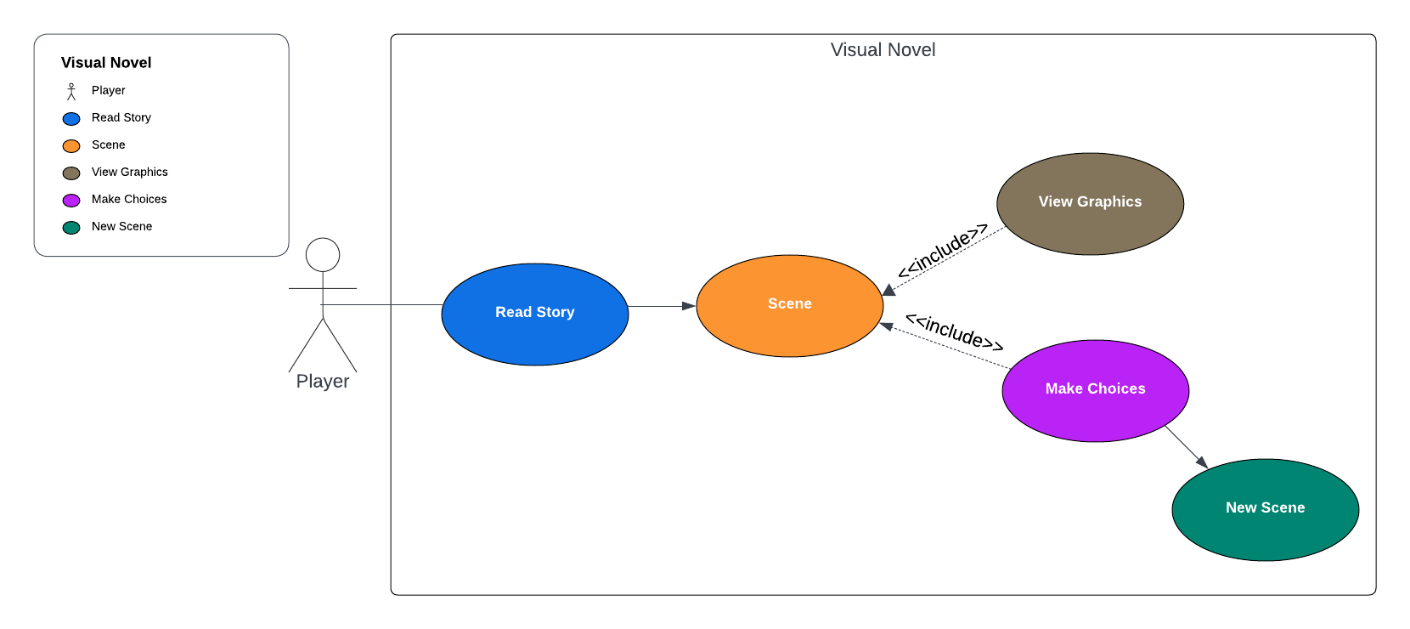 Visual Novel
Player
Read Story
Scene
View Graphics
Make Choices
New Scene
Visual Novel
View Graphics
<<include>>
Read Story
Scene
<<include>>
Player
Make Choices
New Scene